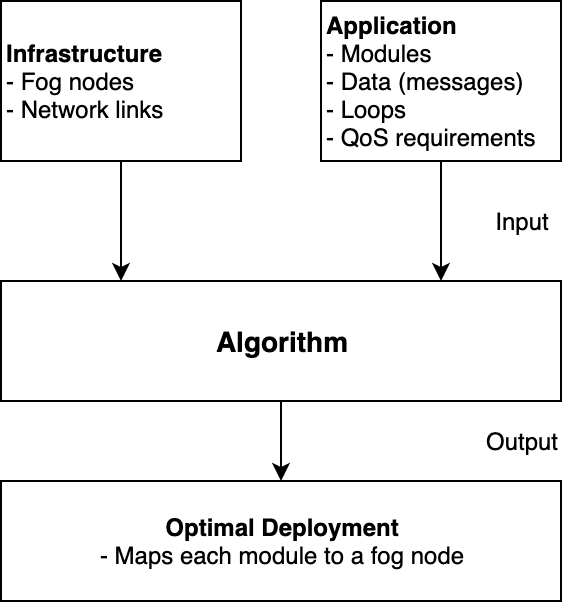 Infrastructure
- Fog nodes
- Network links
Application
- Modules
- Data (messages)
- Loops
- QoS requirements
Input
Algorithm
Output
Optimal Deployment
- Maps each module to a fog node